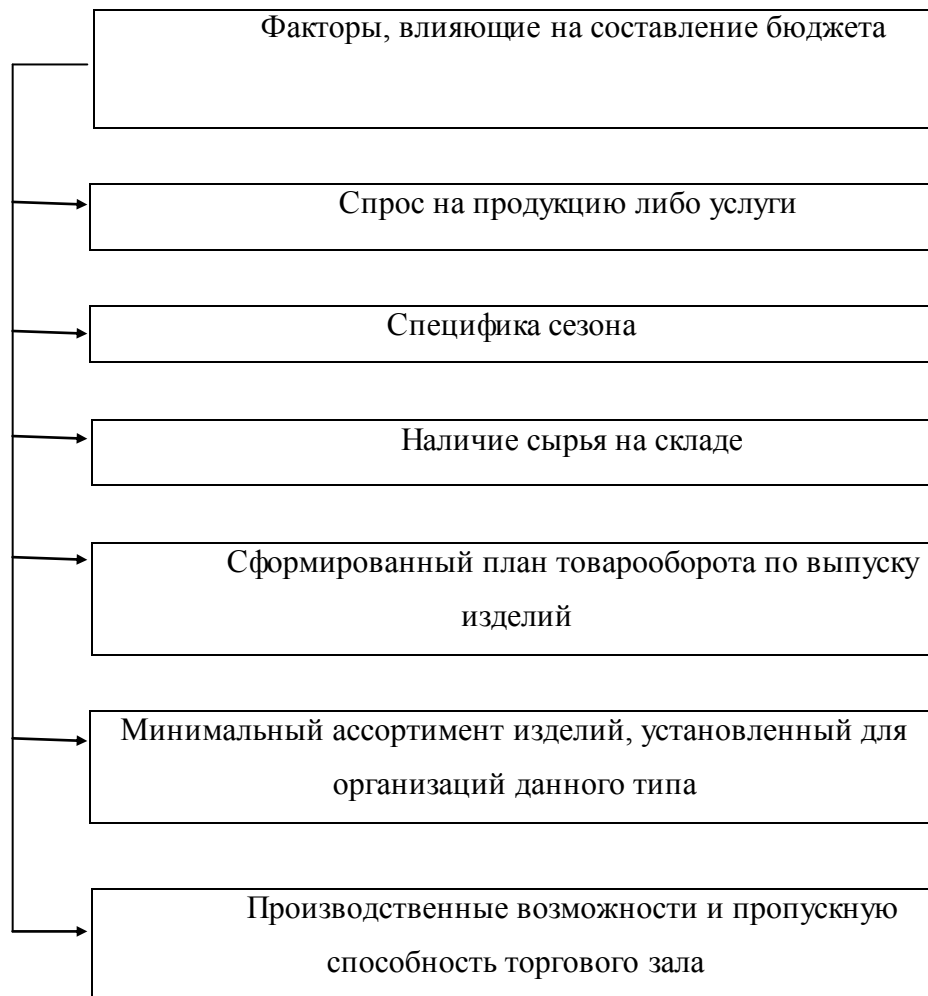 Факторы, влияющие на составление бюджета
Спрос на продукцию либо услуги
Специфика сезона
Наличие сырья на складе
Сформированный план товарооборота по выпуску
изделий
Минимальный ассортимент изделий, установленный для
организаций данного типа
Производственные возможности и пропускную
способность торгового зала